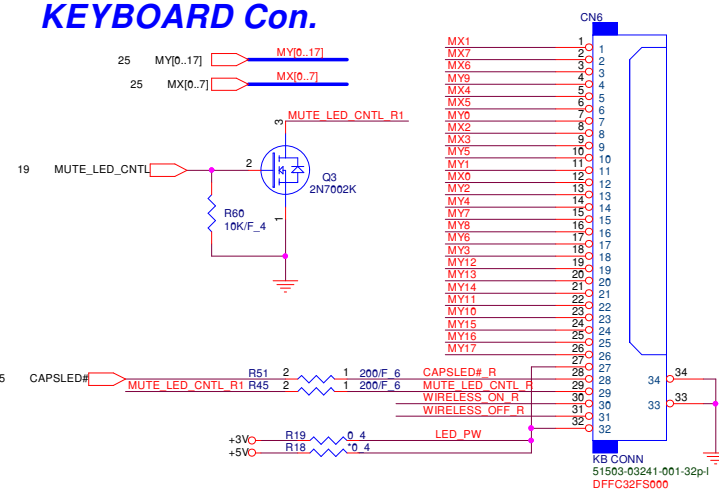 KEYBOARD Con.
25 MY[0..17] MY[0..17]
25 MX[0..7] MX[0..7]
3 MUTE_LED_CNTL_R1
19 MUTE_LED_CNTL 2
Q3
2N7002K
R60
10K/F_4
1
CN6
MX1 1 1
MX7 2 2
MX6 3 3
MY9 4 4
MX4 5 5
MX5 6 6
MY0 7 7
MX2 8 8
MX3 9 9
MY5 10 10
MY1 11 11
MX0 12 12
MY2 13 13
MY4 14 14
MY7 15 15
MY8 16 16
MY6 17 17
MY3 18 18
MY12 19 19
MY13 20 20
MY14 21 21
MY11 22 22
MY10 23 23
MY15 24 24
MY16 25 25
MY17 26 26
27 27
5 CAPSLED# R51 2 1 200/F_6 CAPSLED#_R 28 28
MUTE_LED_CNTL_R1 R45 2 1 200/F_6 MUTE_LED_CNTL_R 29 29
WIRELESS_ON_R 30 30
WIRELESS_OFF_R 31 31
32 32
34 34
33 33
+3V R19 0_4 LED_PW
+5V R18 *0_4
KB CONN
51503-03241-001-32p-l
DFFC32FS000